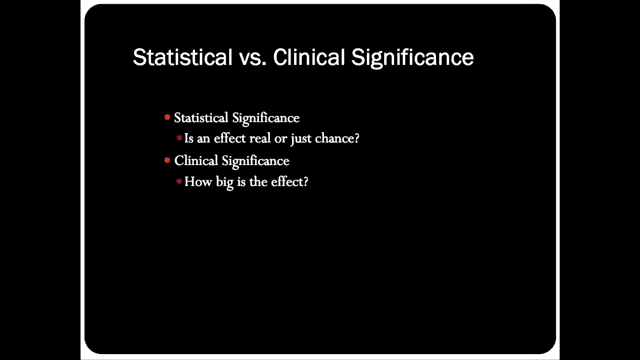 Statistical vs. Clinical Significance
Statistical Significance
Is an effect real or just chance?
Clinical Significance
How big is the effect?